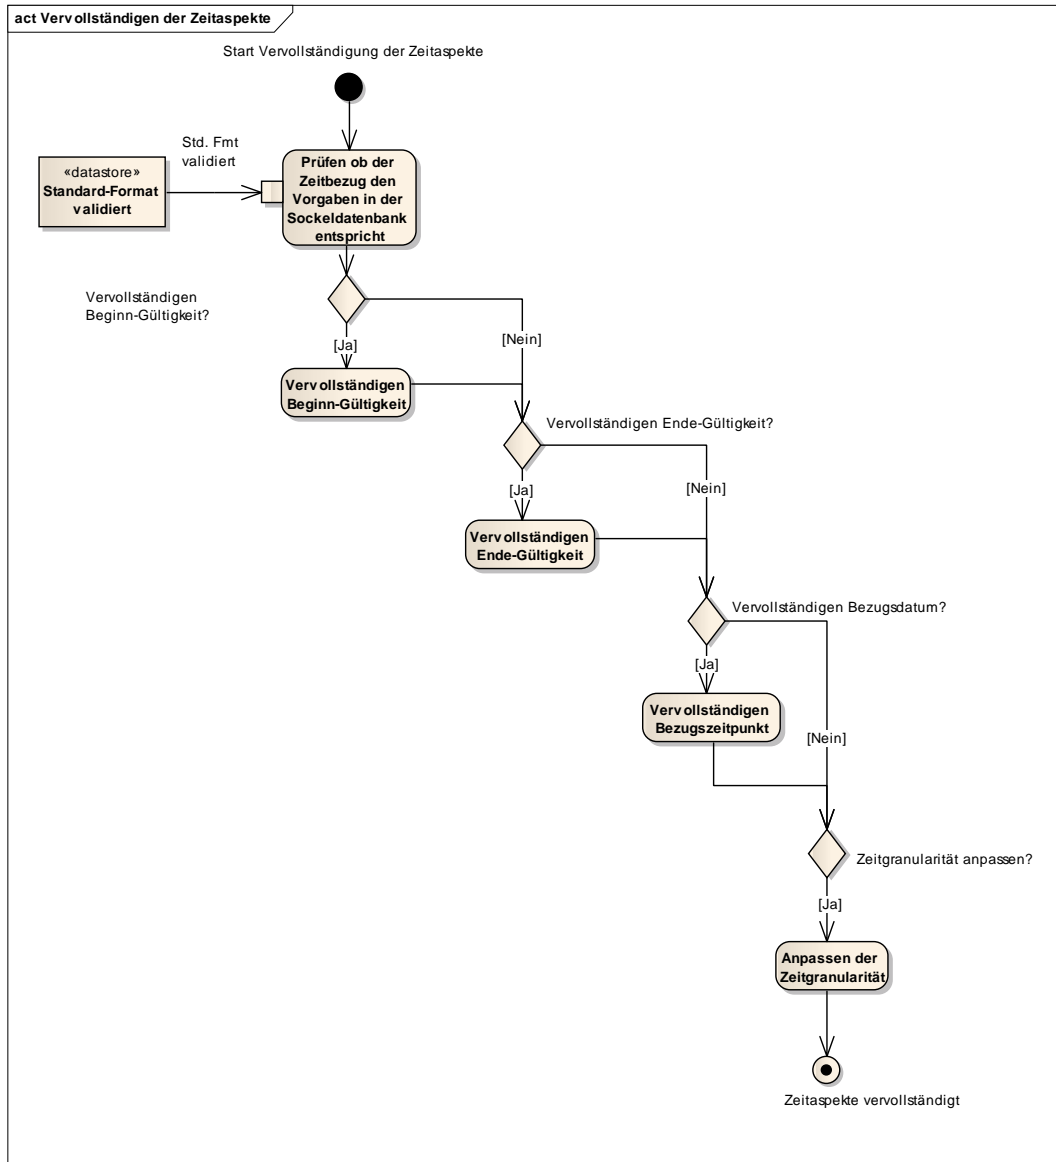 act Vervollständigen der Zeitaspekte
Start Vervollständigung der Zeitaspekte
Std. Fmt
validiert
«datastore»
Standard-Format
validiert
Prüfen ob der
Zeitbezug den
Vorgaben in der
Sockeldatenbank
entspricht
Vervollständigen
Beginn-Gültigkeit?
[Ja]
[Nein]
Vervollständigen
Beginn-Gültigkeit
Vervollständigen Ende-Gültigkeit?
[Ja]
[Nein]
Vervollständigen
Ende-Gültigkeit
Vervollständigen Bezugsdatum?
[Ja]
Vervollständigen
Bezugszeitpunkt
[Nein]
Zeitgranularität anpassen?
[Ja]
Anpassen der
Zeitgranularität
Zeitaspekte vervollständigt